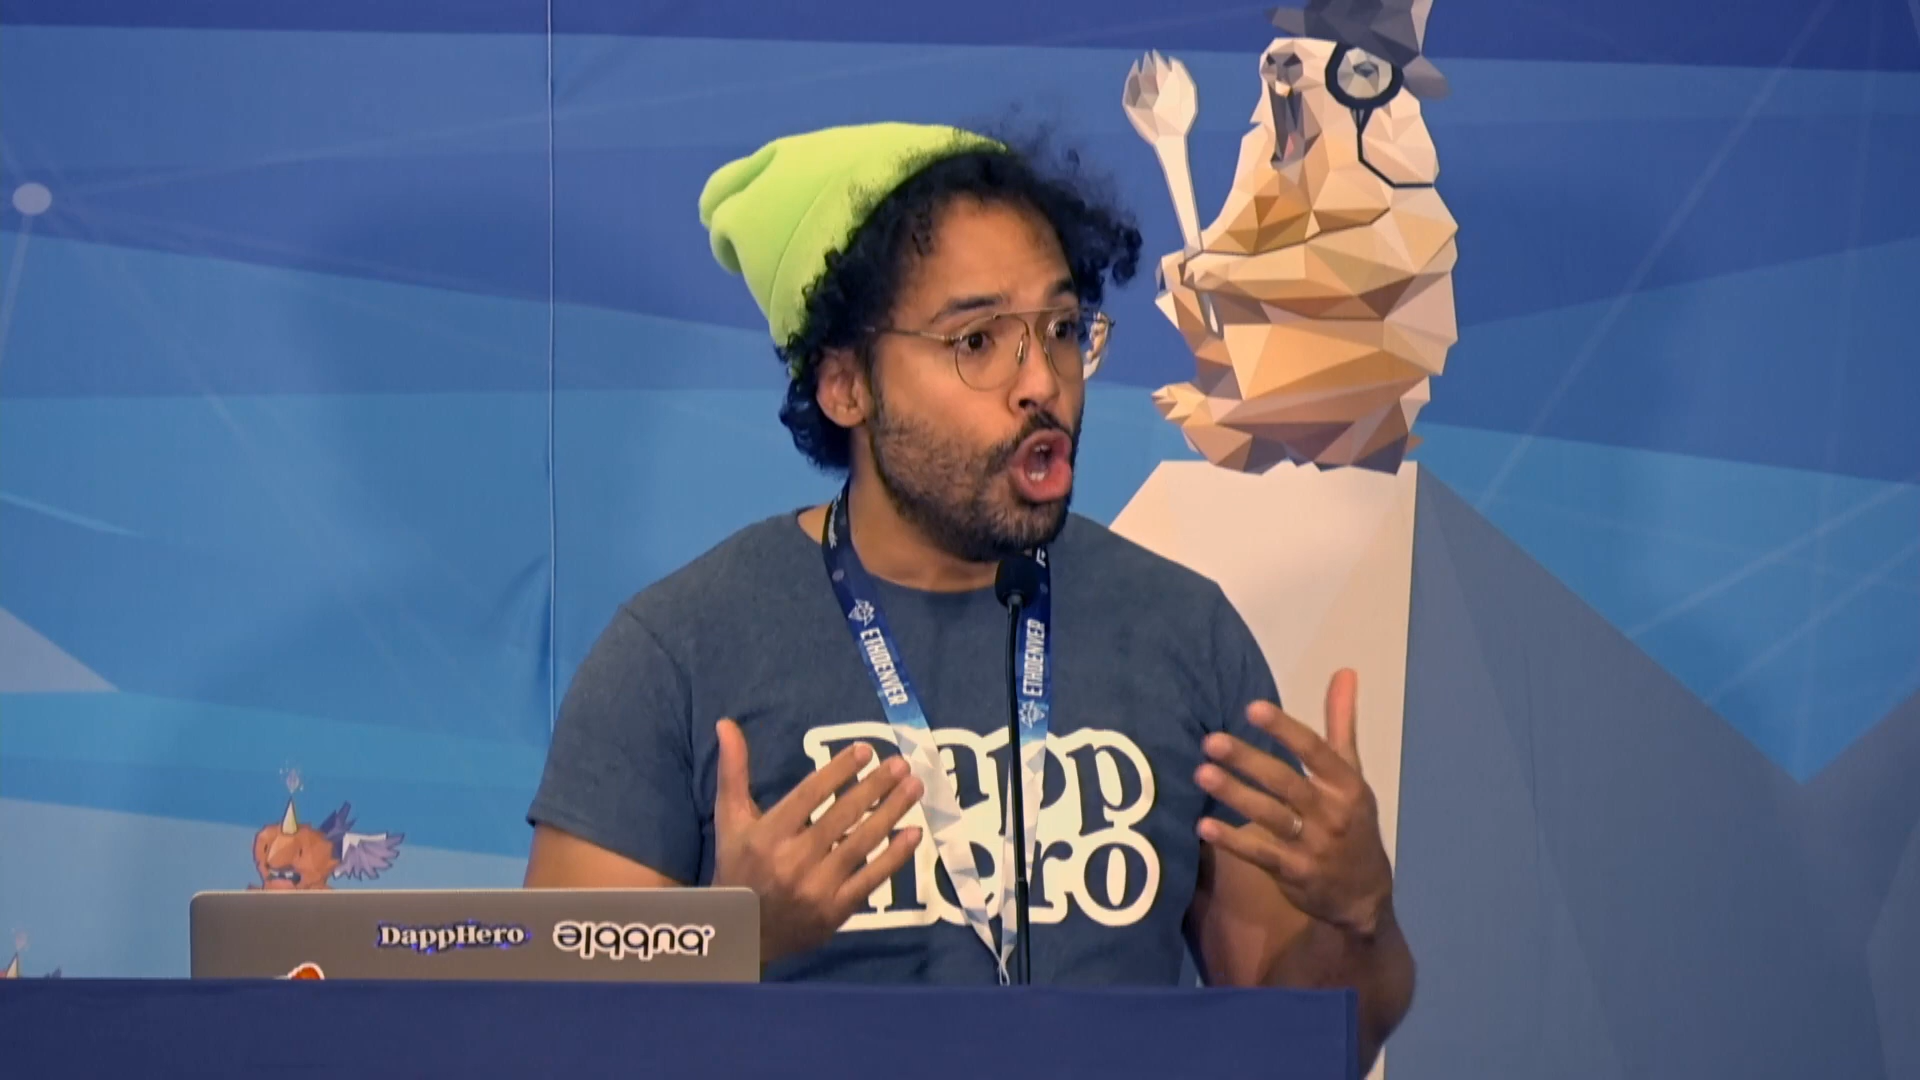 ETHDENVER
ETHDENVER
Dapp
Hero
DappHero
.bubble